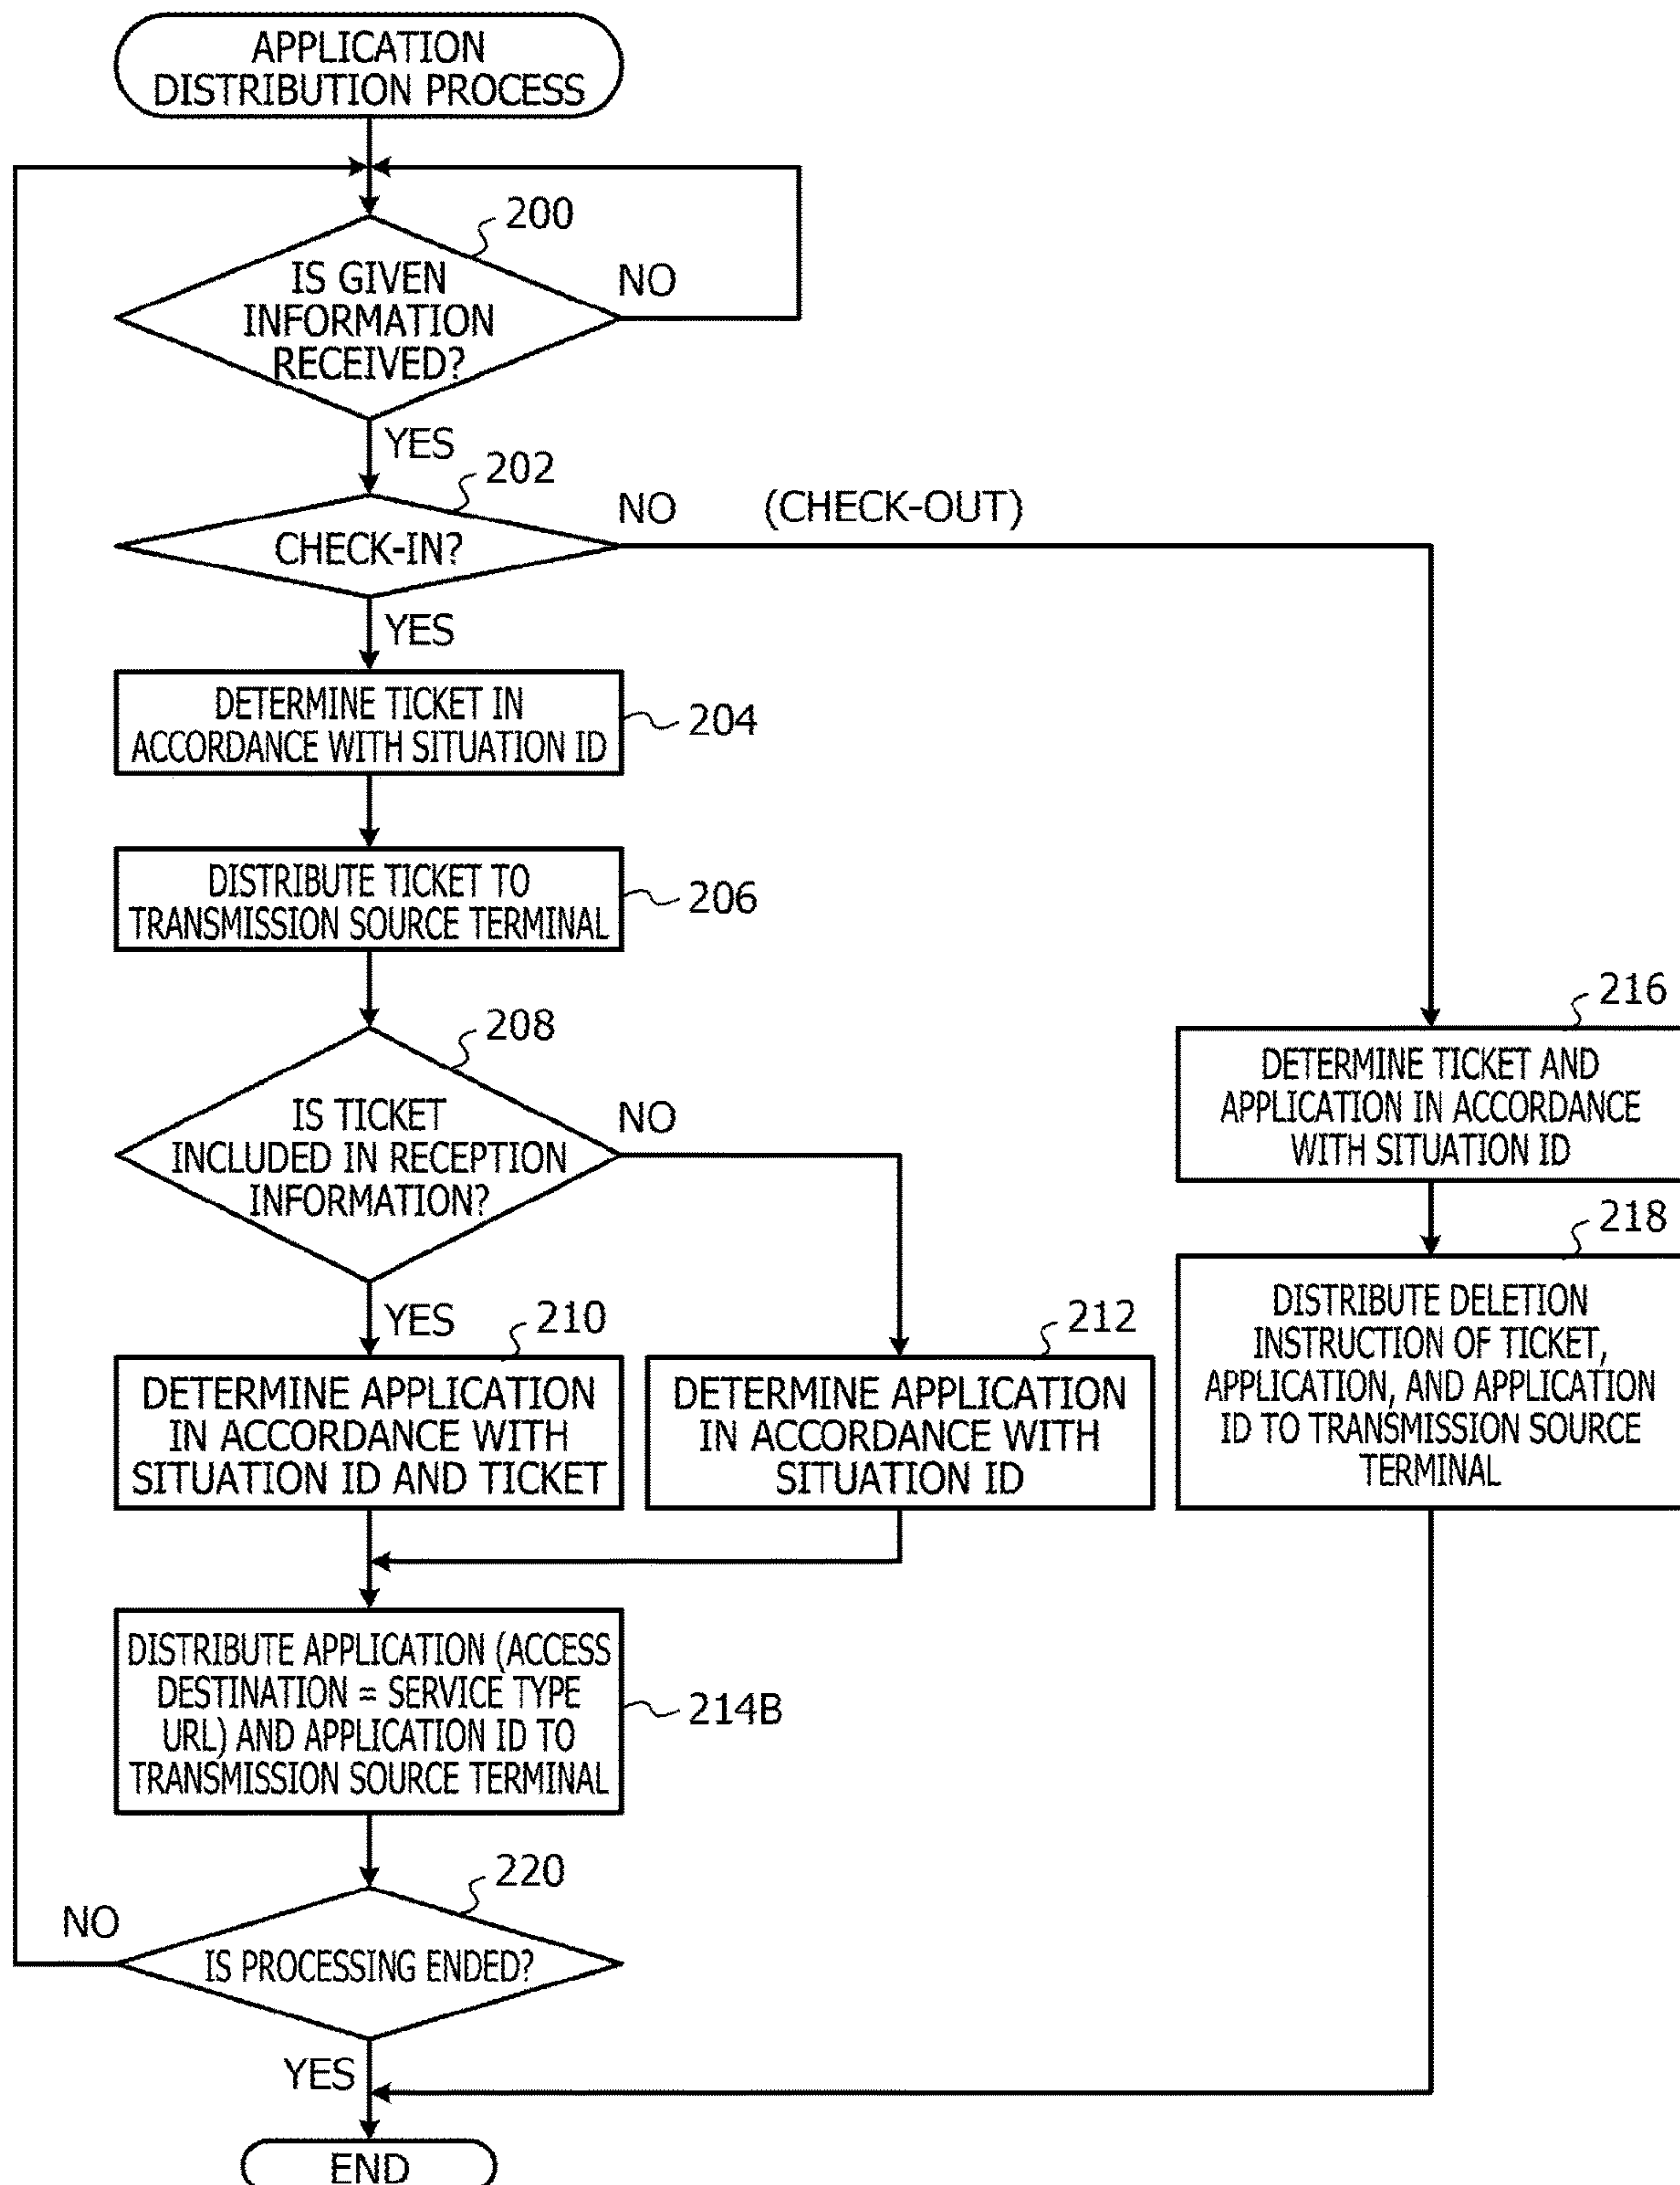 APPLICATION
DISTRIBUTION PROCESS
200
IS GIVEN
INFORMATION
RECEIVED?
NO
YES
202
CHECK-IN?
NO (CHECK-OUT)
YES
DETERMINE TICKET IN
ACCORDANCE WITH SITUATION ID
204
DISTRIBUTE TICKET TO
TRANSMISSION SOURCE TERMINAL
206
208
IS TICKET
INCLUDED IN RECEPTION
INFORMATION?
NO
YES
210
DETERMINE APPLICATION
IN ACCORDANCE WITH
SITUATION ID AND TICKET
212
DETERMINE APPLICATION
IN ACCORDANCE WITH
SITUATION ID
216
DETERMINE TICKET AND
APPLICATION IN ACCORDANCE
WITH SITUATION ID
218
DISTRIBUTE DELETION
INSTRUCTION OF TICKET,
APPLICATION, AND APPLICATION
ID TO TRANSMISSION SOURCE
TERMINAL
DISTRIBUTE APPLICATION (ACCESS
DESTINATION = SERVICE TYPE
URL) AND APPLICATION ID TO
TRANSMISSION SOURCE TERMINAL
214B
220
NO
IS PROCESSING ENDED?
YES
END